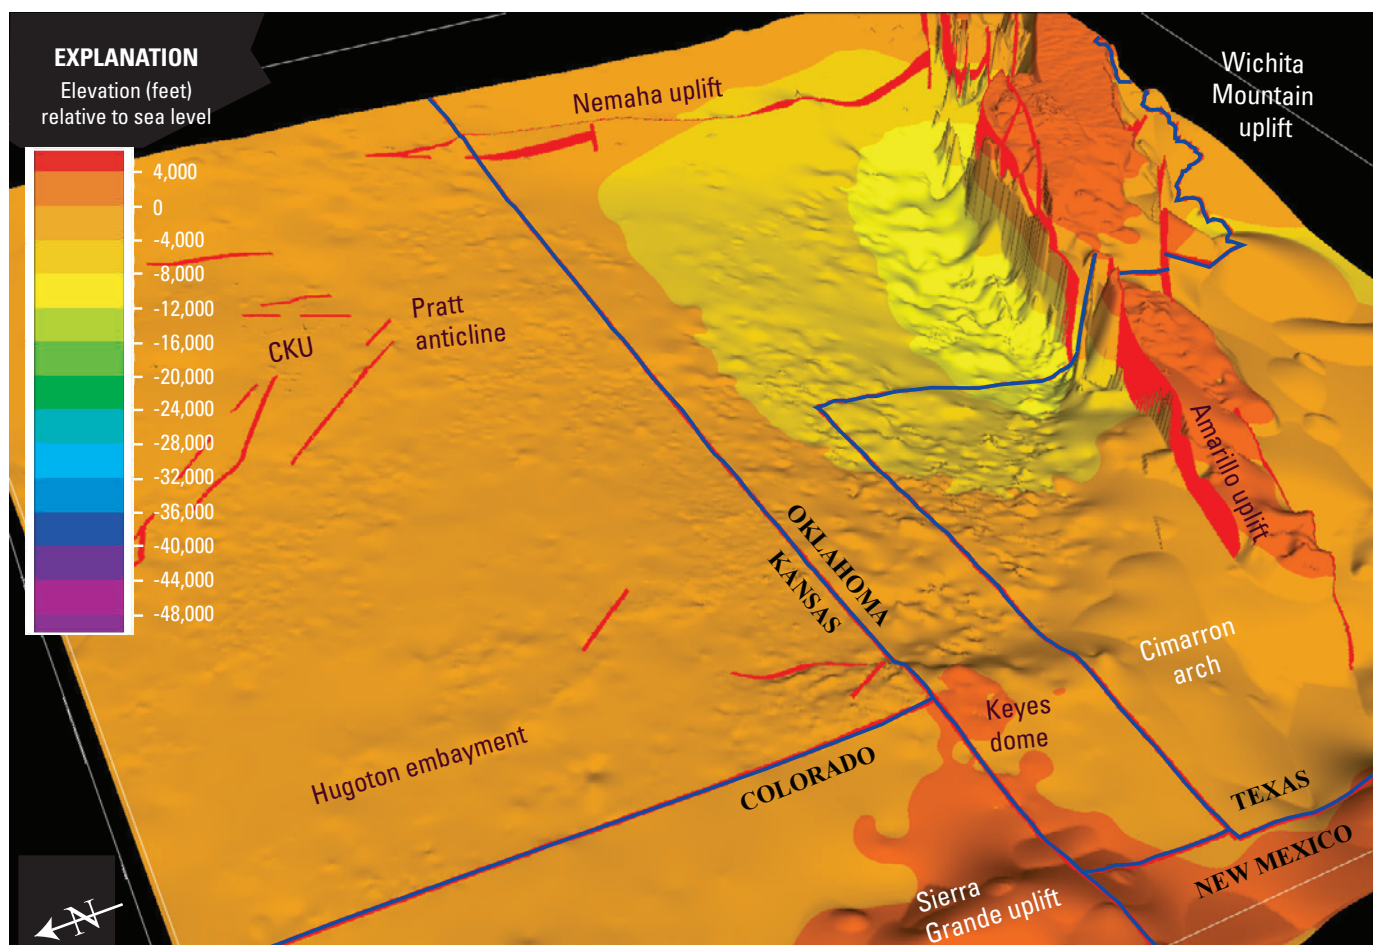 EXPLANATION
Elevation (feet)
relative to sea level
4,000
0
-4,000
-8,000
-12,000
-16,000
-20,000
-24,000
-28,000
-32,000
-36,000
-40,000
-44,000
-48,000
Nemaha uplift
Wichita
Mountain
uplift
Pratt
anticline
CKU
Amarillo uplift
OKLAHOMA
KANSAS
Cimarron
arch
Keyes
dome
Hugoton embayment
COLORADO
TEXAS
NEW MEXICO
Sierra
Grande uplift
N